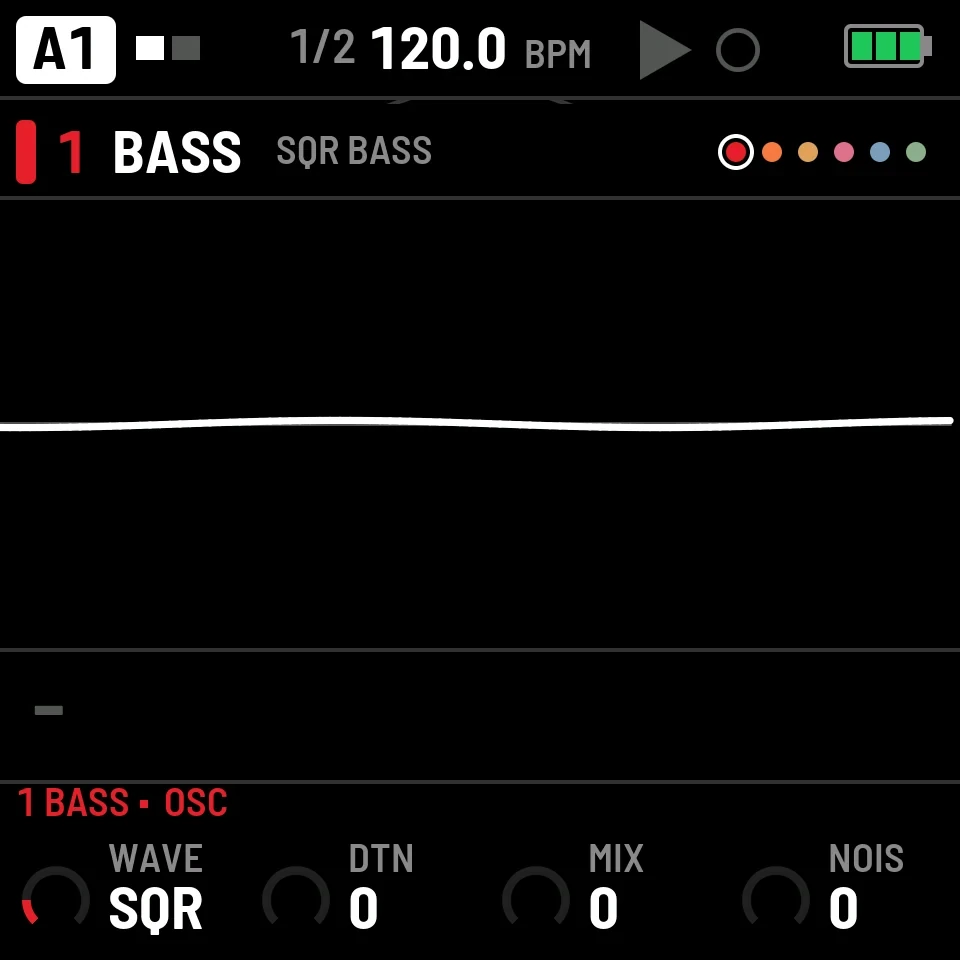 A1 1/2 120.0 BPM
1 BASS SQR BASS
–
1 BASS ▪ OSC
WAVE DTN MIX NOIS
SQR 0 0 0